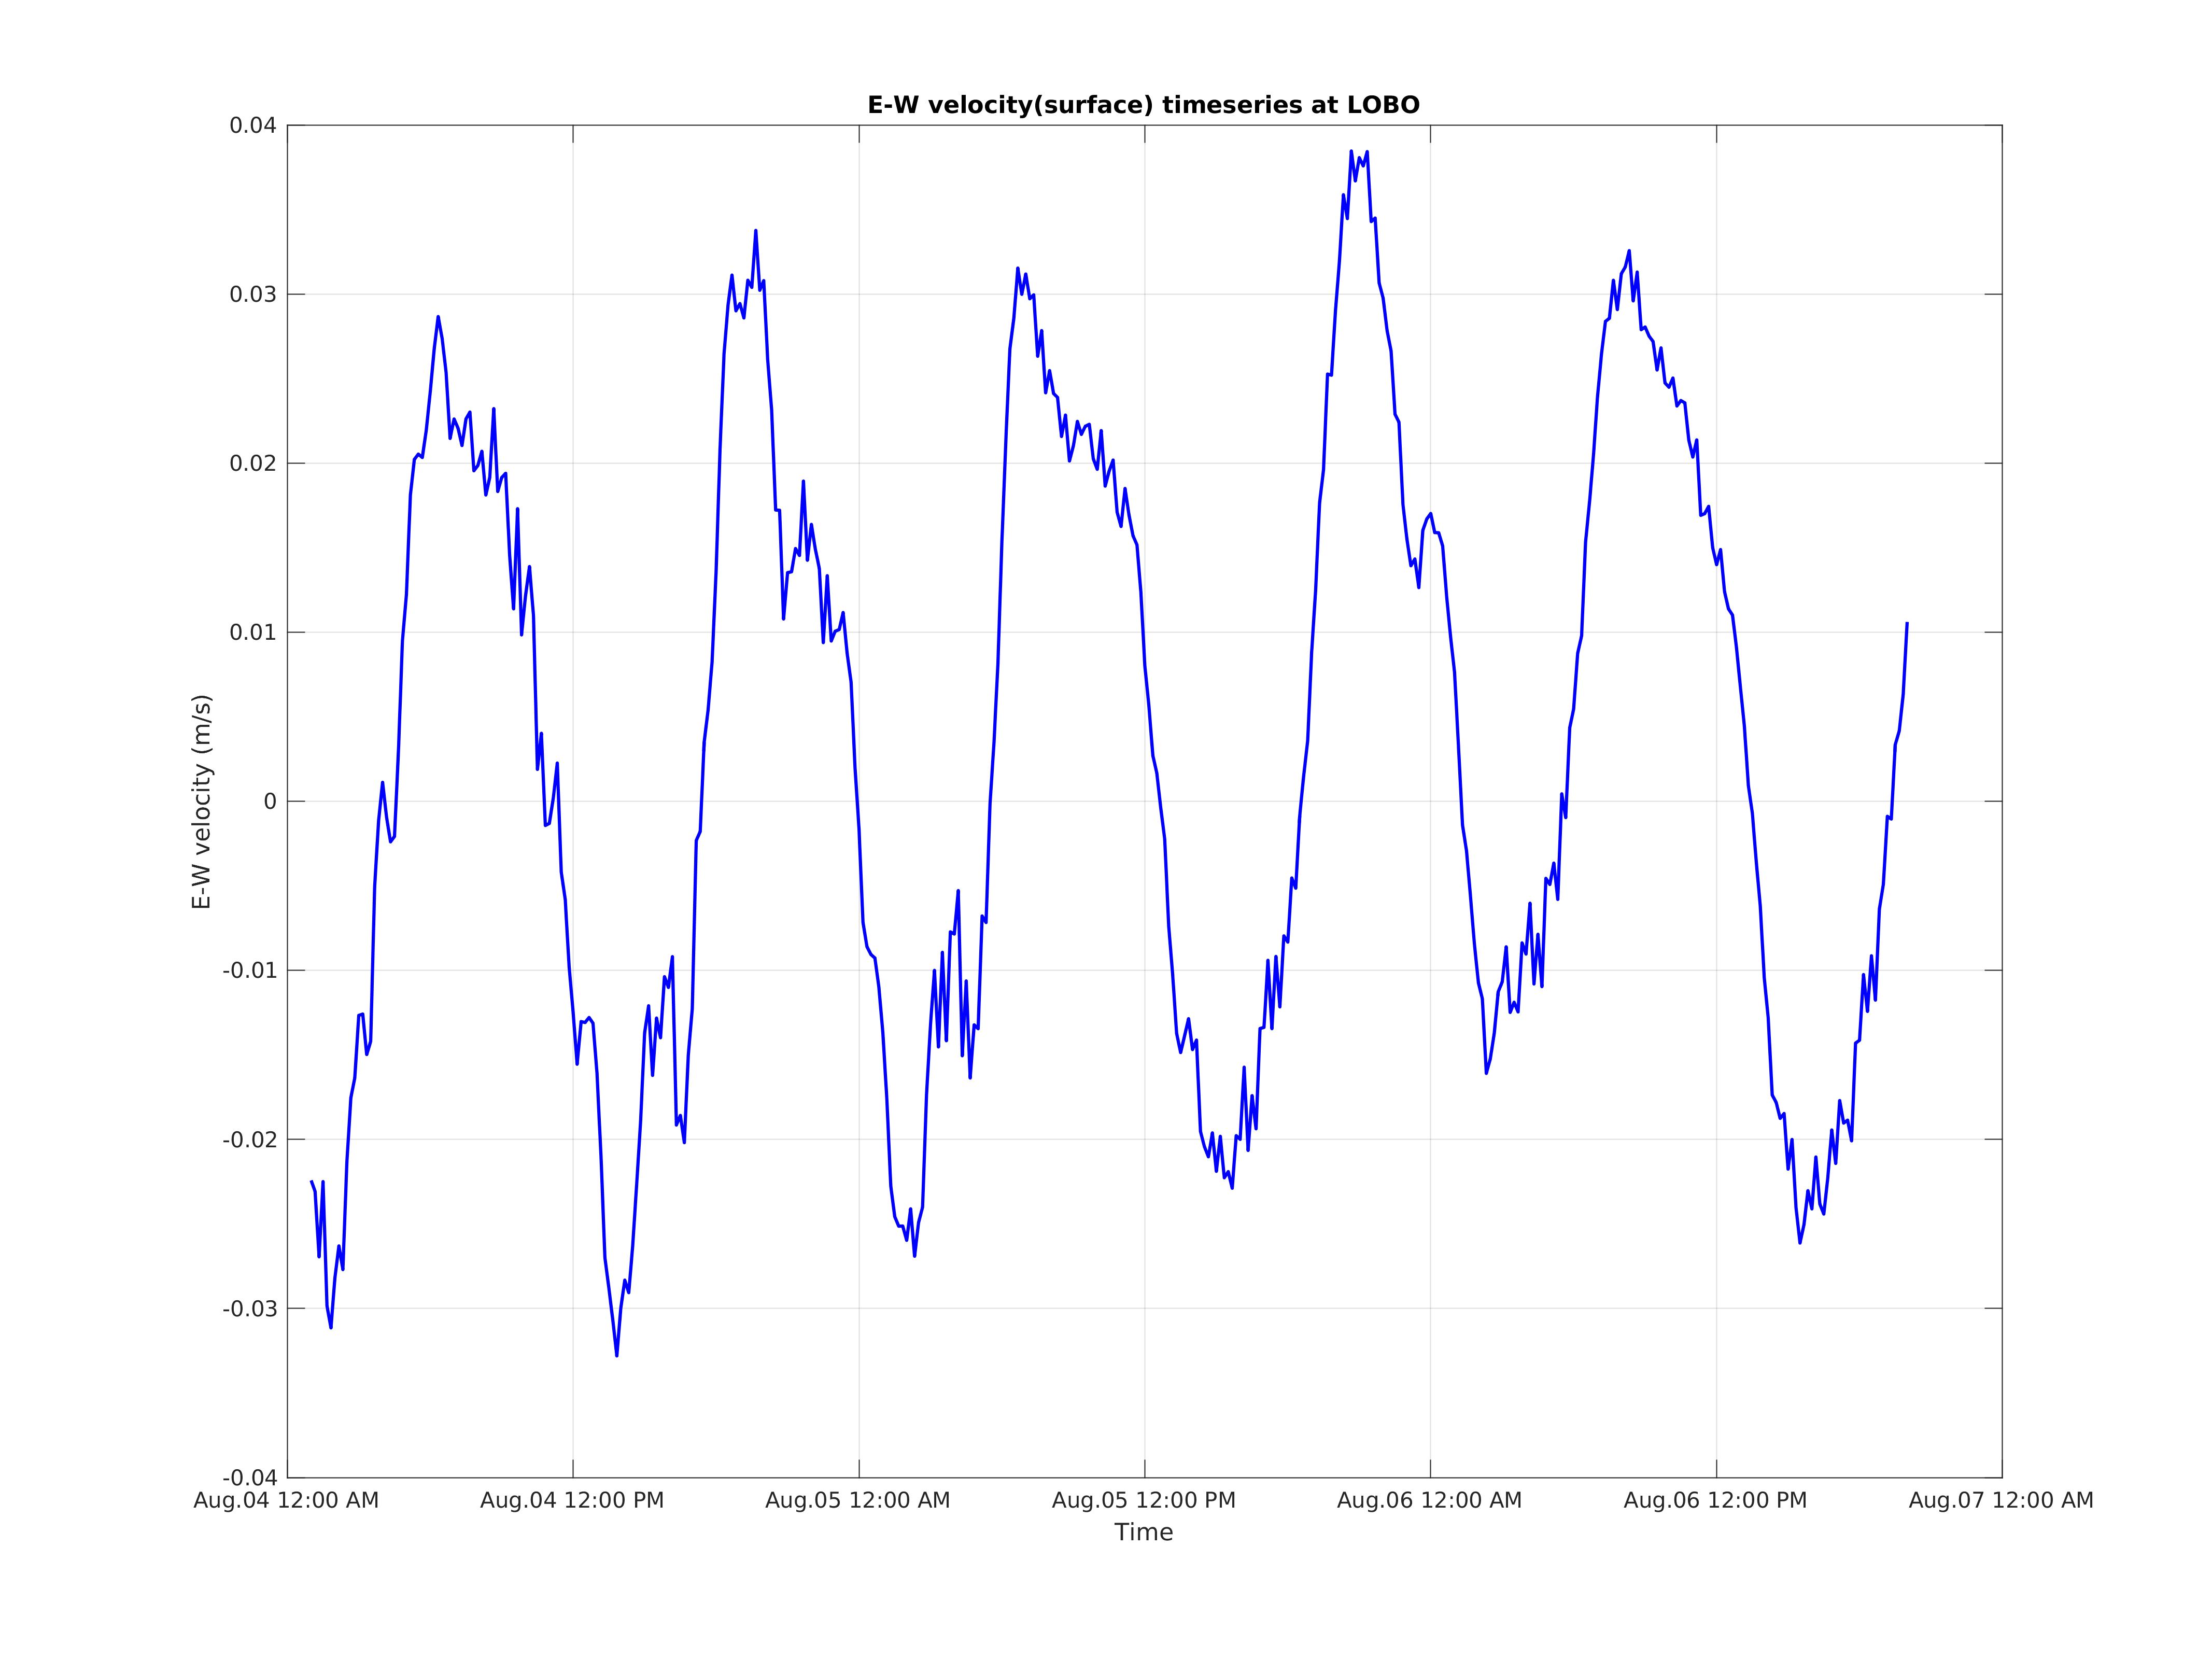 E-W velocity(surface) timeseries at LOBO
0.04
0.03
0.02
0.01
0
-0.01
-0.02
-0.03
-0.04
E-W velocity (m/s)
Aug.04 12:00 AM
Aug.04 12:00 PM
Aug.05 12:00 AM
Aug.05 12:00 PM
Aug.06 12:00 AM
Aug.06 12:00 PM
Aug.07 12:00 AM
Time